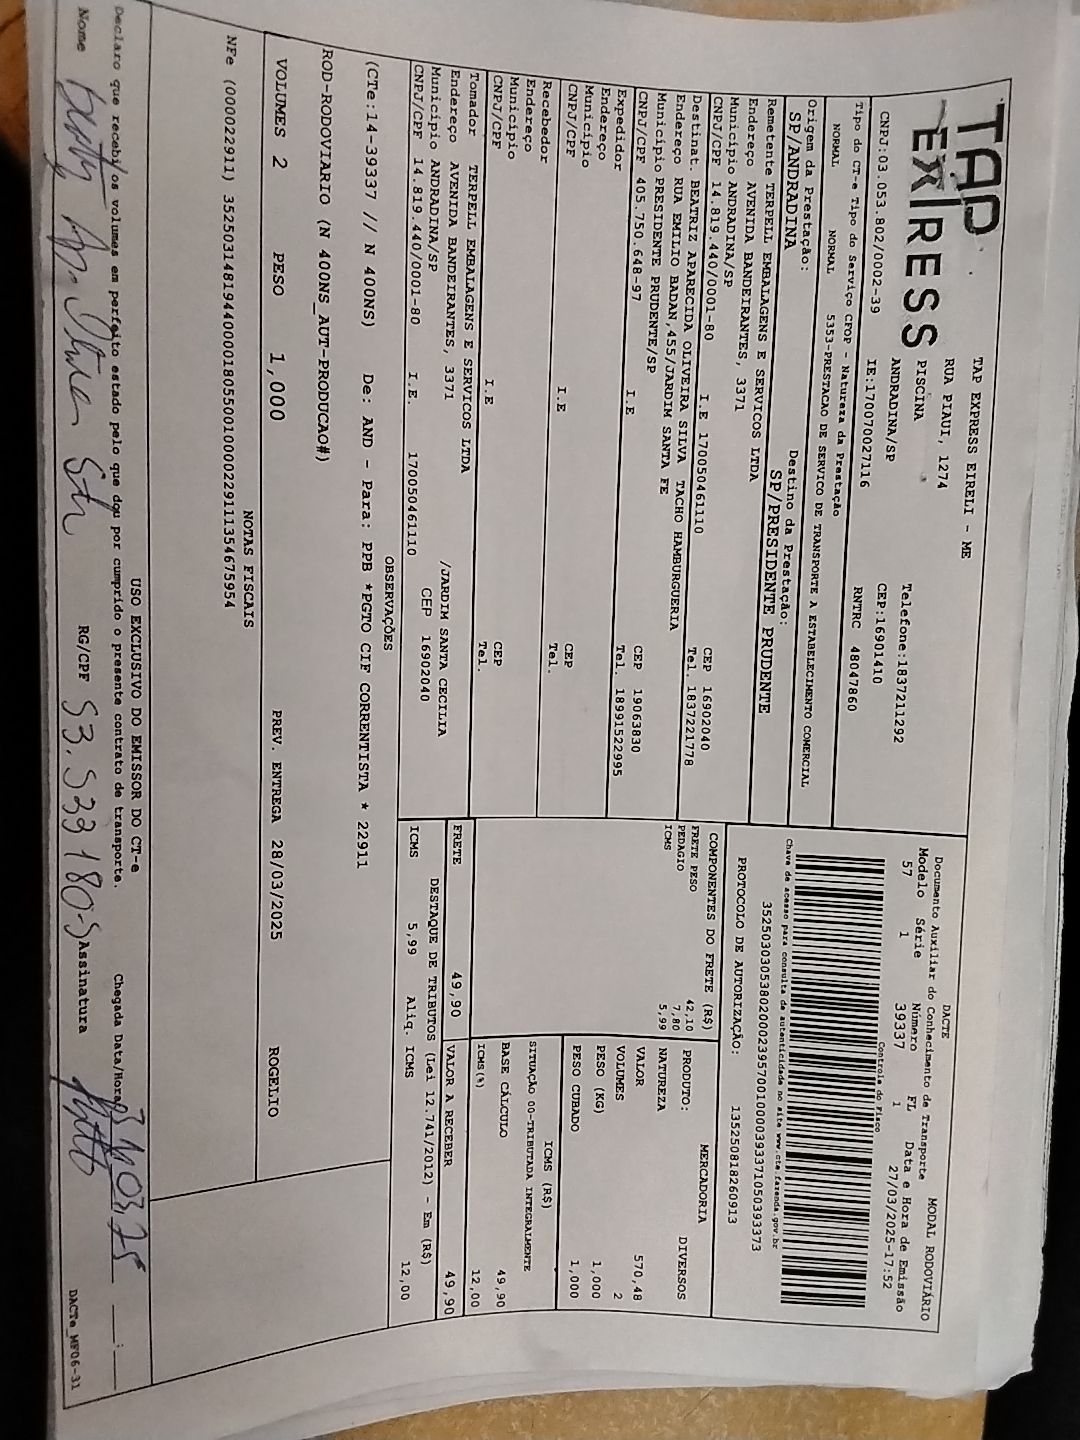 TAP EXPRESS
TAP EXPRESS EIRELI - ME
RUA PIAUI, 1274
PISCINA
ANDRADINA/SP
Telefone:1837211292
CEP:16901410
CNPJ:03.053.802/0002-39 IE:170070027116 RNTRC 48047860
Tipo do CT-e Tipo do Serviço CFOP - Natureza da Prestação
NORMAL NORMAL 5353-PRESTACAO DE SERVICO DE TRANSPORTE A ESTABELECIMENTO COMERCIAL
Origem da Prestação: Destino da Prestação:
SP/ANDRADINA SP/PRESIDENTE PRUDENTE
DACTE MODAL RODOVIÁRIO
Documento Auxiliar do Conhecimento de Transporte
Modelo Série Número FL Data e Hora de Emissão
57 1 39337 1 27/03/2025-17:52
Controle do Fisco
Chave de acesso para consulta de autenticidade no site www.cte.fazenda.gov.br
35250303053802000239570010000393371050393373
PROTOCOLO DE AUTORIZAÇÃO: 135250818260913
Remetente TERPELL EMBALAGENS E SERVICOS LTDA
Endereço AVENIDA BANDEIRANTES, 3371
Município ANDRADINA/SP CEP 16902040
CNPJ/CPF 14.819.440/0001-80 I.E 170050461110 Tel. 1837221778
Destinat. BEATRIZ APARECIDA OLIVEIRA SILVA TACHO HAMBURGUERIA
Endereço RUA EMILIO BADAN,455/JARDIM SANTA FE
Município PRESIDENTE PRUDENTE/SP CEP 19063830
CNPJ/CPF 405.750.648-97 I.E Tel. 18991522995
Expedidor
Endereço
Município CEP
CNPJ/CPF I.E Tel.
Recebedor
Endereço
Município CEP
CNPJ/CPF I.E Tel.
Tomador TERPELL EMBALAGENS E SERVICOS LTDA
Endereço AVENIDA BANDEIRANTES, 3371 /JARDIM SANTA CECILIA
Município ANDRADINA/SP CEP 16902040
CNPJ/CPF 14.819.440/0001-80 I.E. 170050461110
COMPONENTES DO FRETE (R$)
FRETE PESO 42,10
PEDAGIO 7,80
ICMS 5,99
MERCADORIA
PRODUTO: DIVERSOS
NATUREZA
VALOR 570,48
VOLUMES 2
PESO (KG) 1,000
PESO CUBADO 1,000
ICMS (R$)
SITUAÇÃO 00-TRIBUTADA INTEGRALMENTE
BASE CÁLCULO 49,90
ICMS(%) 12,00
FRETE 49,90 VALOR A RECEBER 49,90
DESTAQUE DE TRIBUTOS (Lei 12.741/2012) - Em (R$)
ICMS 5,99 Aliq. ICMS 12,00
OBSERVAÇÕES
(CTe:14-39337 // N 400NS) De: AND - Para: PPB *PGTO CIF CORRENTISTA * 22911
ROD-RODOVIARIO (N 400NS_AUT-PRODUCAO#)
VOLUMES 2 PESO 1,000 PREV. ENTREGA 28/03/2025 ROGELIO
NOTAS FISCAIS
NFe (000022911) 35250314819440000180550010000229111354675954
USO EXCLUSIVO DO EMISSOR DO CT-e
Declaro que recebi os volumes em perfeito estado pelo que dou por cumprido o presente contrato de transporte. Chegada Data/Hora __:__
Nome RG/CPF 53.533180-5 Assinatura
DACTe_MF06-31